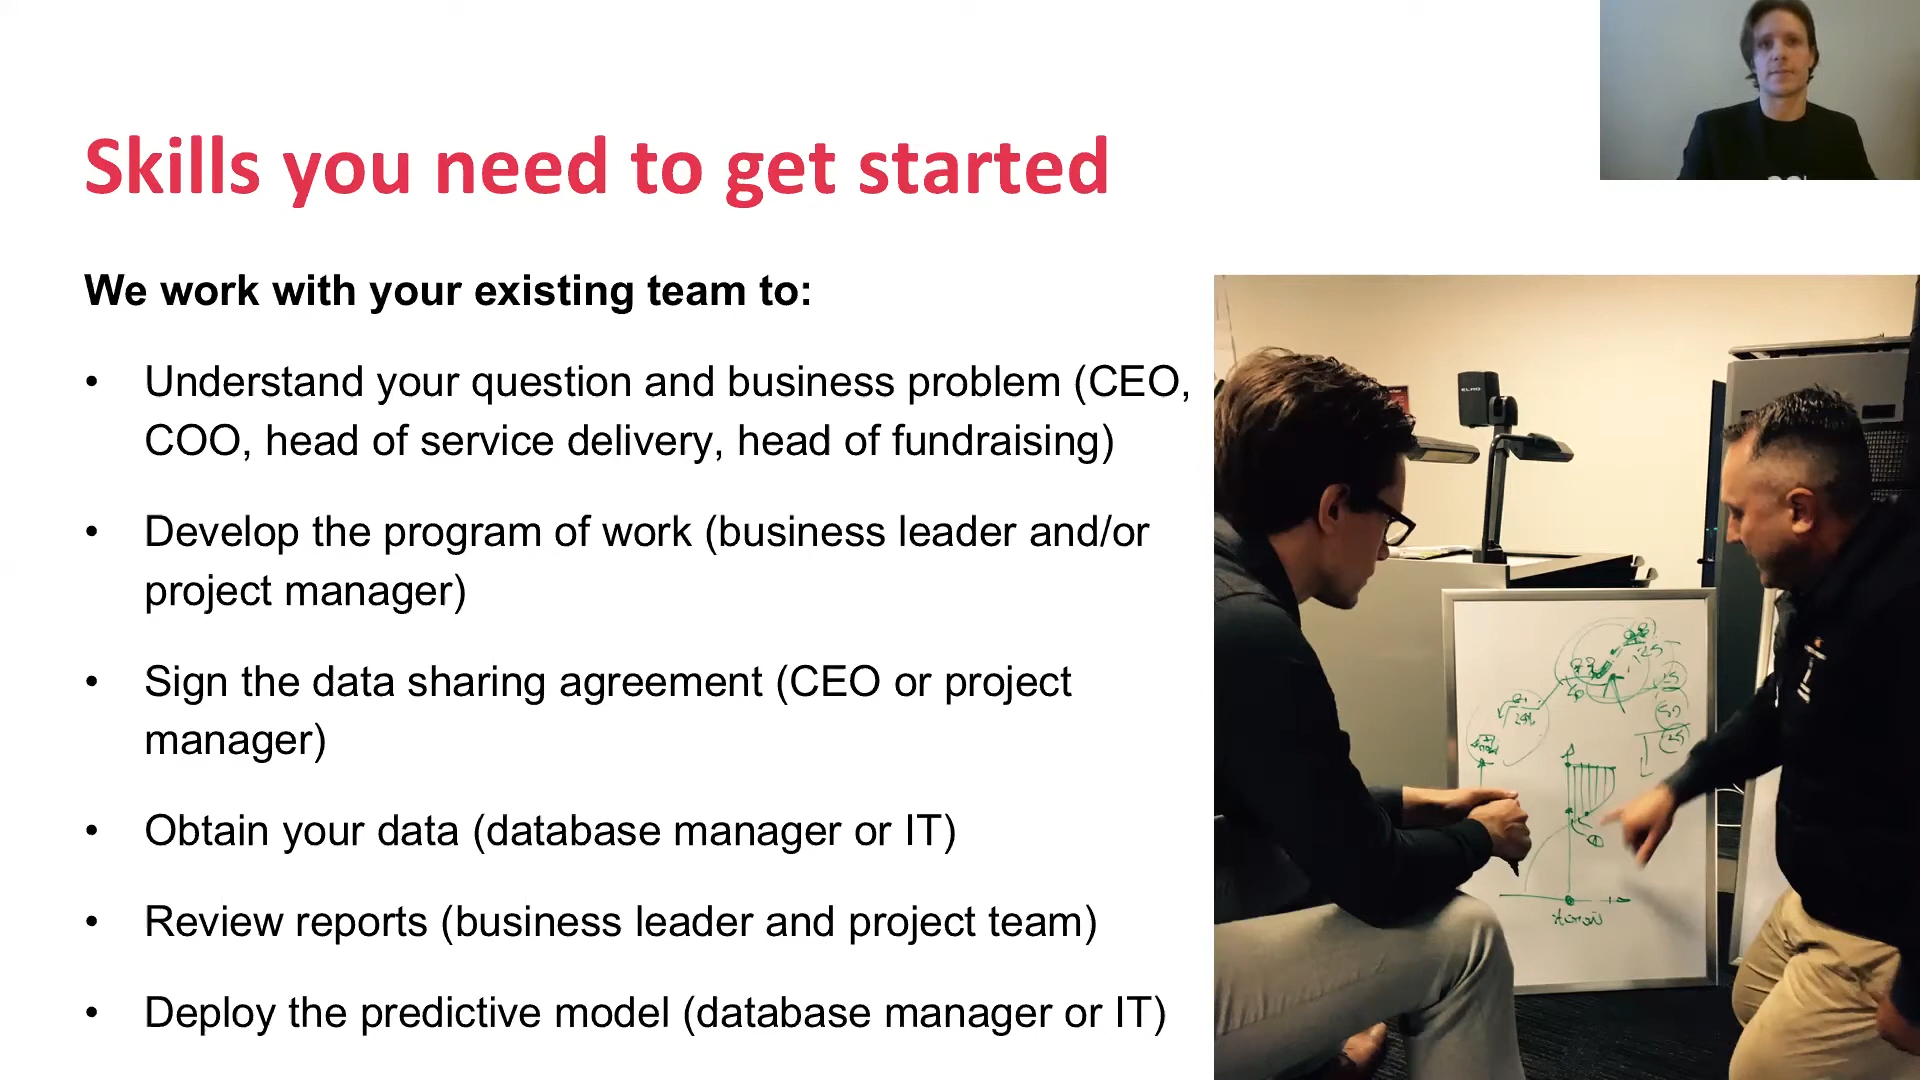 Skills you need to get started
We work with your existing team to:
• Understand your question and business problem (CEO,
COO, head of service delivery, head of fundraising)
• Develop the program of work (business leader and/or
project manager)
• Sign the data sharing agreement (CEO or project
manager)
• Obtain your data (database manager or IT)
• Review reports (business leader and project team)
• Deploy the predictive model (database manager or IT)
ELMO